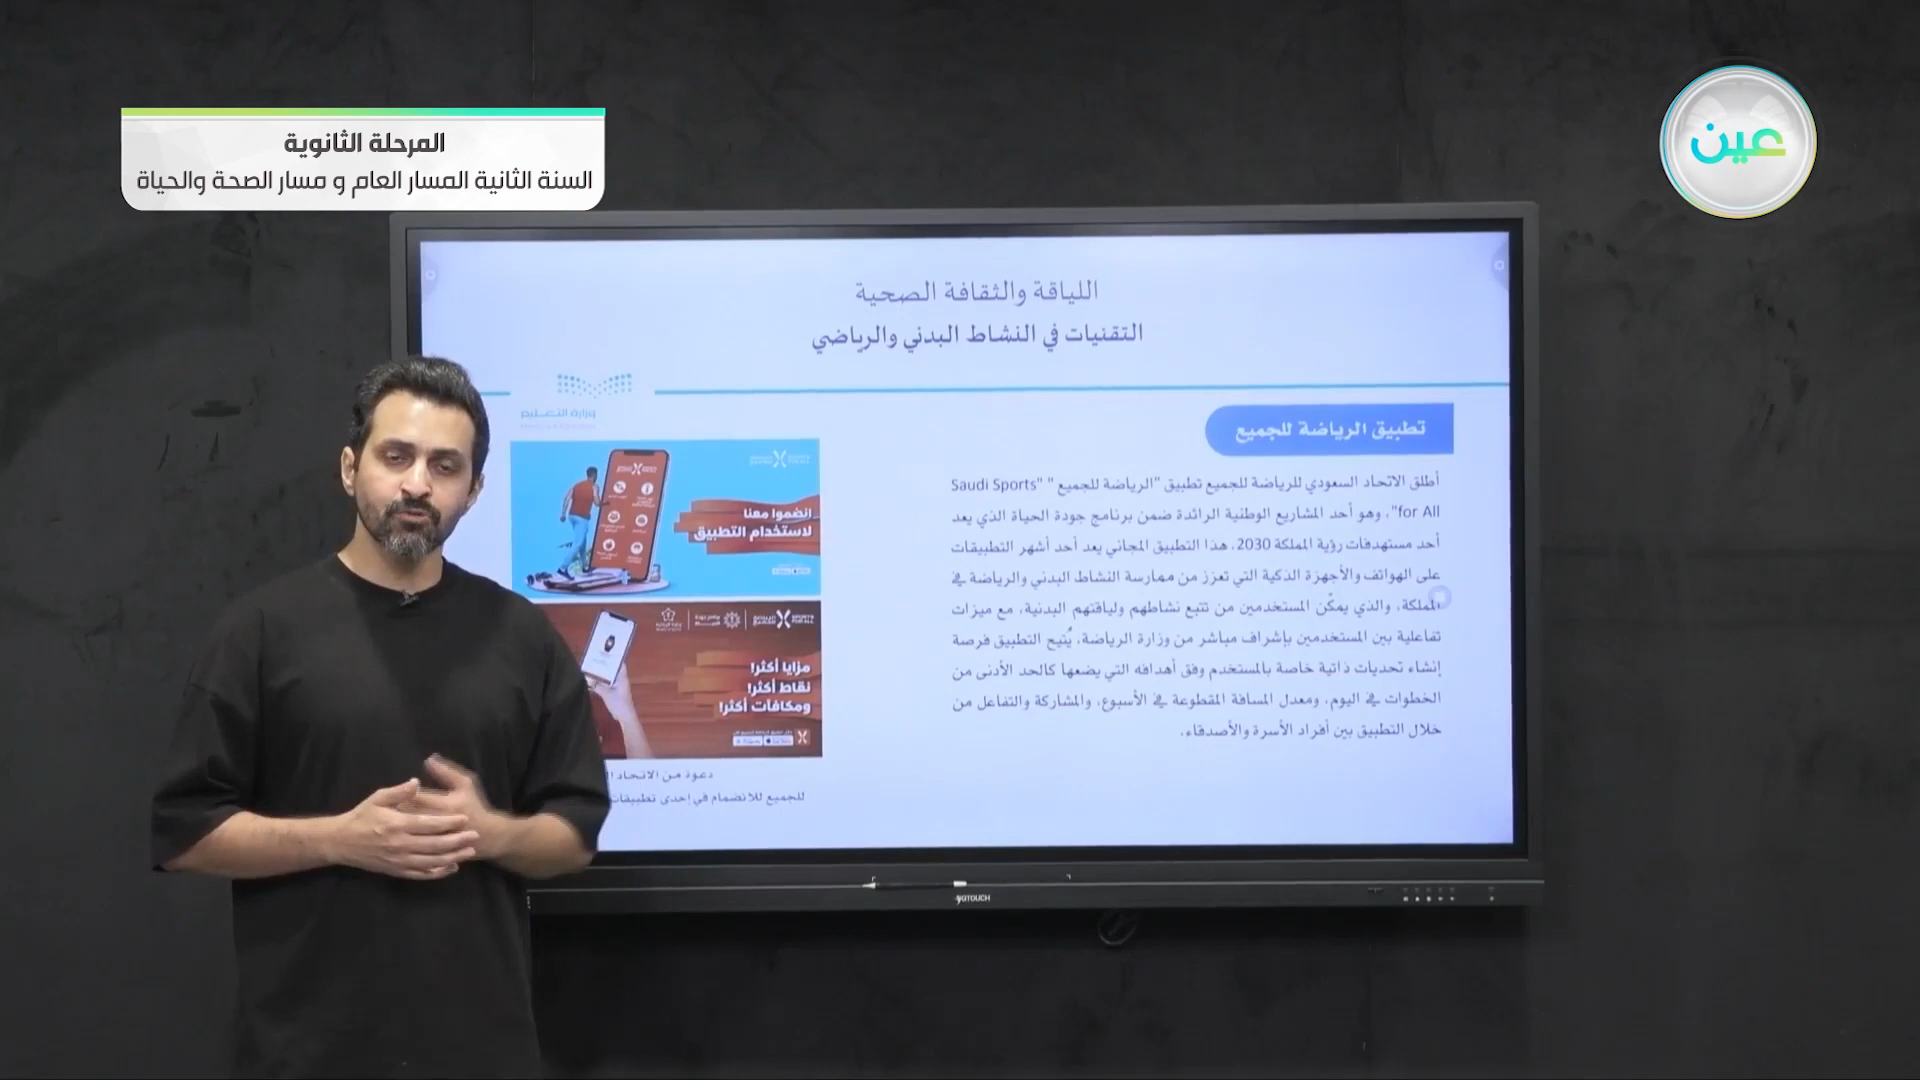 المرحلة الثانوية
السنة الثانية المسار العام و مسار الصحة والحياة
عين
اللياقة والثقافة الصحية
التقنيات في النشاط البدني والرياضي
وزارة التعـــليم
تطبيق الرياضة للجميع
أطلق الاتحاد السعودي للرياضة للجميع تطبيق "الرياضة للجميع " "Saudi Sports
for All"، وهو أحد المشاريع الوطنية الرائدة ضمن برنامج جودة الحياة الذي يعد
أحد مستهدفات رؤية المملكة 2030. هذا التطبيق المجاني يعد أحد أشهر التطبيقات
على الهواتف والأجهزة الذكية التي تعزز من ممارسة النشاط البدني والرياضة في
المملكة، والذي يمكّن المستخدمين من تتبع نشاطهم ولياقتهم البدنية، مع ميزات
تفاعلية بين المستخدمين بإشراف مباشر من وزارة الرياضة، يُتيح التطبيق فرصة
إنشاء تحديات ذاتية خاصة بالمستخدم وفق أهدافه التي يضعها كالحد الأدنى من
الخطوات في اليوم، ومعدل المسافة المقطوعة في الأسبوع، والمشاركة والتفاعل من
خلال التطبيق بين أفراد الأسرة والأصدقاء.
انضموا معنا
لاستخدام التطبيق
مزايا أكثر!
نقاط أكثر!
ومكافآت أكثر!
دعوة من الاتحاد
للجميع للانضمام في إحدى تطبيقات
YQTOUCH